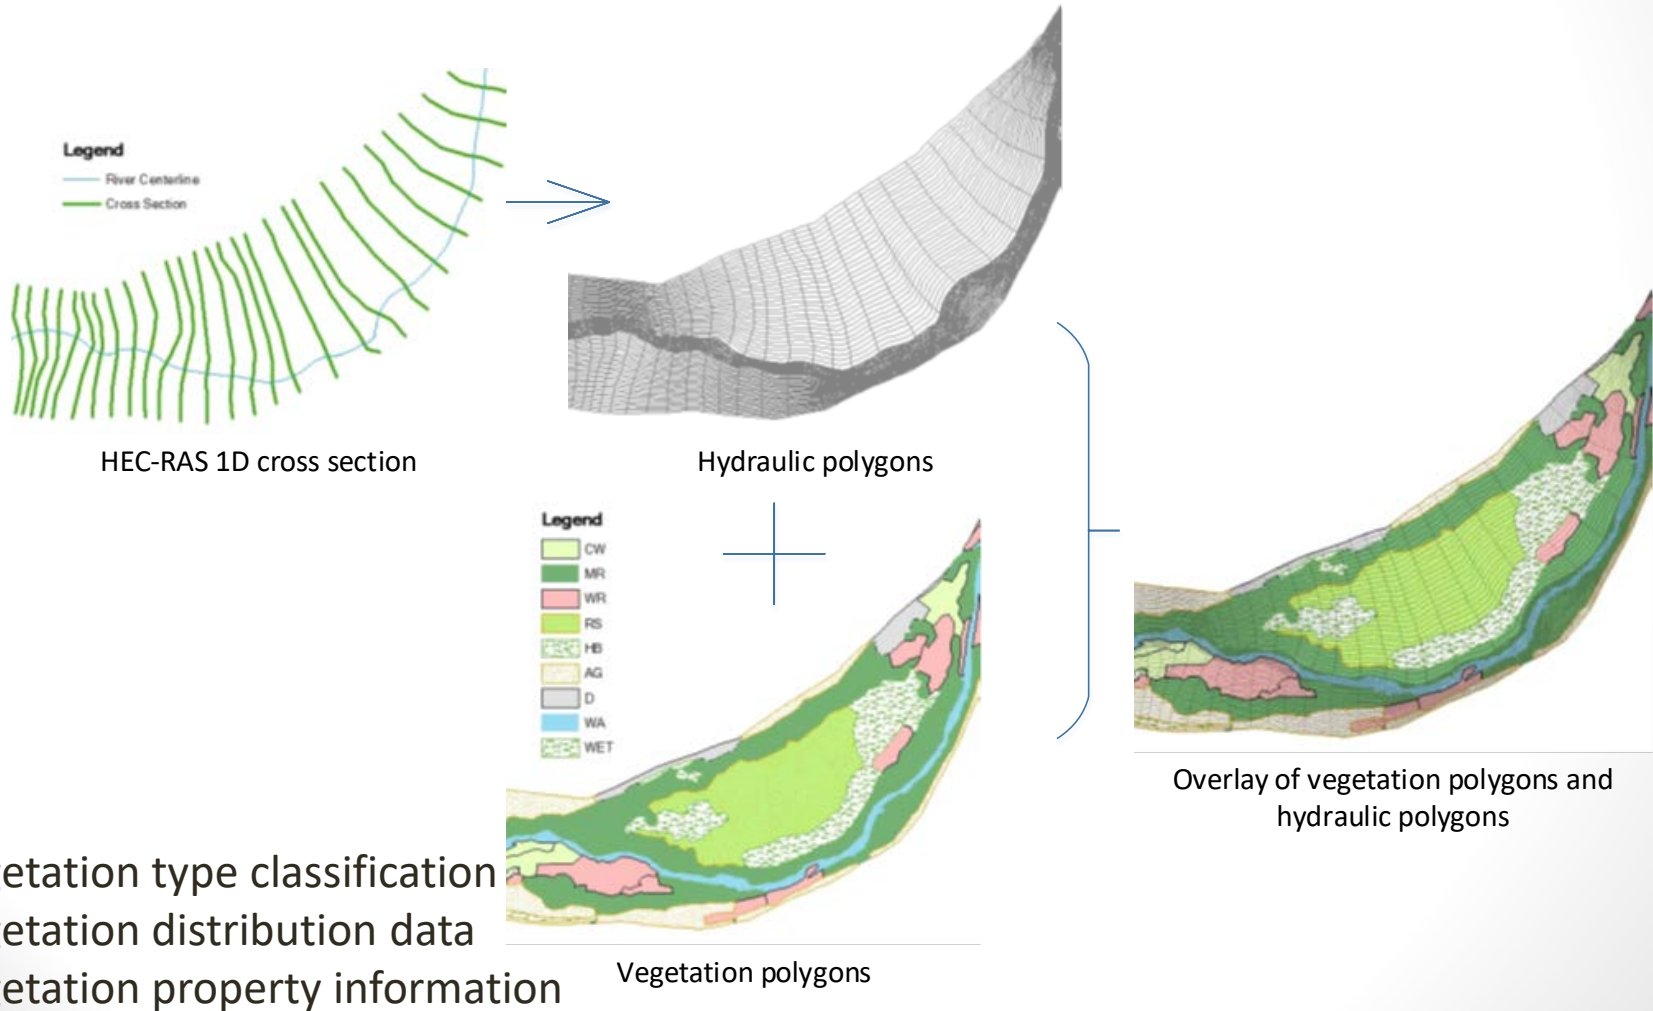 Legend
River Centerline
Cross Section
HEC-RAS 1D cross section
Hydraulic polygons
Legend
CW
MR
WR
RS
HB
AG
D
WA
WET
Vegetation polygons
Overlay of vegetation polygons and
hydraulic polygons
etation type classification
etation distribution data
etation property information